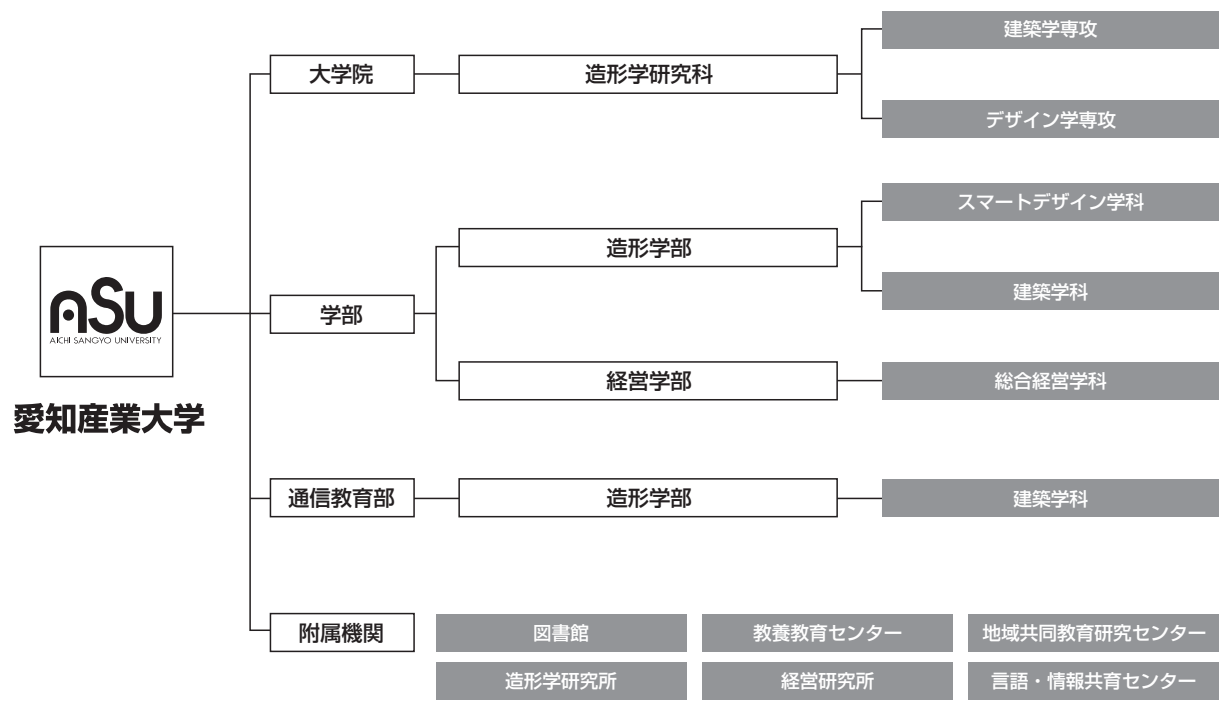 建築学専攻
大学院
造形学研究科
デザイン学専攻
スマートデザイン学科
造形学部
建築学科
aSU
AICHI SANGYO UNIVERSITY
愛知産業大学
学部
経営学部
総合経営学科
通信教育部
造形学部
建築学科
附属機関
図書館
教養教育センター
地域共同教育研究センター
造形学研究所
経営研究所
言語・情報共育センター